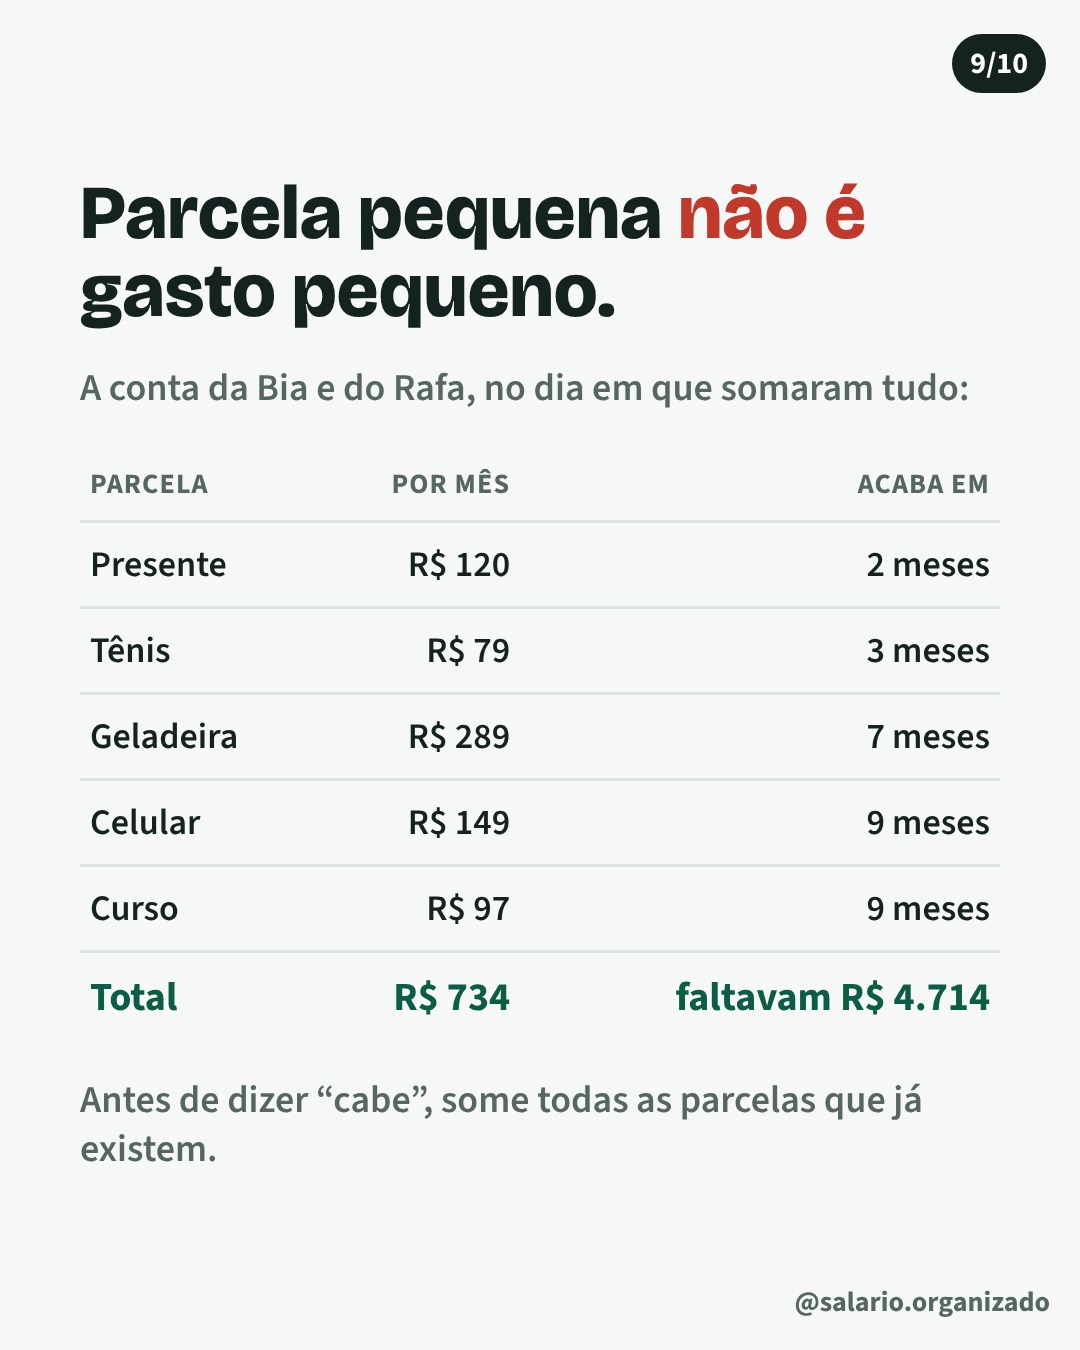 9/10
Parcela pequena não é
gasto pequeno.
A conta da Bia e do Rafa, no dia em que somaram tudo:
PARCELA POR MÊS ACABA EM
Presente R$ 120 2 meses
Tênis R$ 79 3 meses
Geladeira R$ 289 7 meses
Celular R$ 149 9 meses
Curso R$ 97 9 meses
Total R$ 734 faltavam R$ 4.714
Antes de dizer “cabe”, some todas as parcelas que já
existem.
@salario.organizado